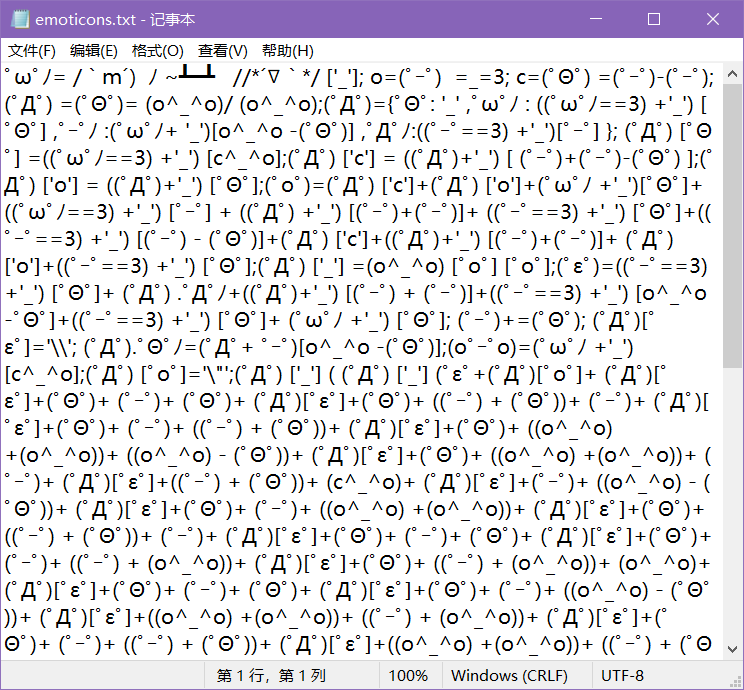 emoticons.txt - 记事本
文件(F) 编辑(E) 格式(O) 查看(V) 帮助(H)
ﾟωﾟﾉ= /｀ｍ´）ﾉ ~┻━┻   //*´∇｀*/ ['_']; o=(ﾟｰﾟ)  =_=3; c=(ﾟΘﾟ) =(ﾟｰﾟ)-(ﾟｰﾟ);
(ﾟДﾟ) =(ﾟΘﾟ)= (o^_^o)/ (o^_^o);(ﾟДﾟ)={ﾟΘﾟ: '_' ,ﾟωﾟﾉ : ((ﾟωﾟﾉ==3) +'_') [
ﾟΘﾟ] ,ﾟｰﾟﾉ :(ﾟωﾟﾉ+ '_')[o^_^o -(ﾟΘﾟ)] ,ﾟДﾟﾉ:((ﾟｰﾟ==3) +'_')[ﾟｰﾟ] }; (ﾟДﾟ) [ﾟΘ
ﾟ] =((ﾟωﾟﾉ==3) +'_') [c^_^o];(ﾟДﾟ) ['c'] = ((ﾟДﾟ)+'_') [ (ﾟｰﾟ)+(ﾟｰﾟ)-(ﾟΘﾟ) ];(ﾟ
Дﾟ) ['o'] = ((ﾟДﾟ)+'_') [ﾟΘﾟ];(ﾟoﾟ)=(ﾟДﾟ) ['c']+(ﾟДﾟ) ['o']+(ﾟωﾟﾉ +'_')[ﾟΘﾟ]+
((ﾟωﾟﾉ==3) +'_') [ﾟｰﾟ] + ((ﾟДﾟ) +'_') [(ﾟｰﾟ)+(ﾟｰﾟ)]+ ((ﾟｰﾟ==3) +'_') [ﾟΘﾟ]+((
ﾟｰﾟ==3) +'_') [(ﾟｰﾟ) - (ﾟΘﾟ)]+(ﾟДﾟ) ['c']+((ﾟДﾟ)+'_') [(ﾟｰﾟ)+(ﾟｰﾟ)]+ (ﾟДﾟ)
['o']+((ﾟｰﾟ==3) +'_') [ﾟΘﾟ];(ﾟДﾟ) ['_'] =(o^_^o) [ﾟoﾟ] [ﾟoﾟ];(ﾟεﾟ)=((ﾟｰﾟ==3)
+'_') [ﾟΘﾟ]+ (ﾟДﾟ) .ﾟДﾟﾉ+((ﾟДﾟ)+'_') [(ﾟｰﾟ) + (ﾟｰﾟ)]+((ﾟｰﾟ==3) +'_') [o^_^o
-ﾟΘﾟ]+((ﾟｰﾟ==3) +'_') [ﾟΘﾟ]+ (ﾟωﾟﾉ +'_') [ﾟΘﾟ]; (ﾟｰﾟ)+=(ﾟΘﾟ); (ﾟДﾟ)[ﾟ
εﾟ]='\\'; (ﾟДﾟ).ﾟΘﾟﾉ=(ﾟДﾟ+ ﾟｰﾟ)[o^_^o -(ﾟΘﾟ)];(oﾟｰﾟo)=(ﾟωﾟﾉ +'_')
[c^_^o];(ﾟДﾟ) [ﾟoﾟ]='\"';(ﾟДﾟ) ['_'] ( (ﾟДﾟ) ['_'] (ﾟεﾟ+(ﾟДﾟ)[ﾟoﾟ]+ (ﾟДﾟ)[ﾟ
εﾟ]+(ﾟΘﾟ)+ (ﾟｰﾟ)+ (ﾟΘﾟ)+ (ﾟДﾟ)[ﾟεﾟ]+(ﾟΘﾟ)+ ((ﾟｰﾟ) + (ﾟΘﾟ))+ (ﾟｰﾟ)+ (ﾟДﾟ)[
ﾟεﾟ]+(ﾟΘﾟ)+ (ﾟｰﾟ)+ ((ﾟｰﾟ) + (ﾟΘﾟ))+ (ﾟДﾟ)[ﾟεﾟ]+(ﾟΘﾟ)+ ((o^_^o)
+(o^_^o))+ ((o^_^o) - (ﾟΘﾟ))+ (ﾟДﾟ)[ﾟεﾟ]+(ﾟΘﾟ)+ ((o^_^o) +(o^_^o))+ (
ﾟｰﾟ)+ (ﾟДﾟ)[ﾟεﾟ]+((ﾟｰﾟ) + (ﾟΘﾟ))+ (c^_^o)+ (ﾟДﾟ)[ﾟεﾟ]+(ﾟｰﾟ)+ ((o^_^o) - (
ﾟΘﾟ))+ (ﾟДﾟ)[ﾟεﾟ]+(ﾟΘﾟ)+ (ﾟｰﾟ)+ ((o^_^o) +(o^_^o))+ (ﾟДﾟ)[ﾟεﾟ]+(ﾟΘﾟ)+
((ﾟｰﾟ) + (ﾟΘﾟ))+ (ﾟｰﾟ)+ (ﾟДﾟ)[ﾟεﾟ]+(ﾟΘﾟ)+ (ﾟｰﾟ)+ (ﾟΘﾟ)+ (ﾟДﾟ)[ﾟεﾟ]+(ﾟΘﾟ)+
(ﾟｰﾟ)+ ((ﾟｰﾟ) + (o^_^o))+ (ﾟДﾟ)[ﾟεﾟ]+(ﾟΘﾟ)+ ((ﾟｰﾟ) + (o^_^o))+ (o^_^o)+
(ﾟДﾟ)[ﾟεﾟ]+(ﾟΘﾟ)+ (ﾟｰﾟ)+ (ﾟΘﾟ)+ (ﾟДﾟ)[ﾟεﾟ]+(ﾟΘﾟ)+ (ﾟｰﾟ)+ ((o^_^o) - (ﾟΘﾟ
))+ (ﾟДﾟ)[ﾟεﾟ]+((o^_^o) +(o^_^o))+ ((ﾟｰﾟ) + (o^_^o))+ (ﾟДﾟ)[ﾟεﾟ]+(ﾟ
Θﾟ)+ (ﾟｰﾟ)+ ((ﾟｰﾟ) + (ﾟΘﾟ))+ (ﾟДﾟ)[ﾟεﾟ]+((o^_^o) +(o^_^o))+ ((ﾟｰﾟ) + (ﾟΘ
第 1 行，第 1 列 100% Windows (CRLF) UTF-8